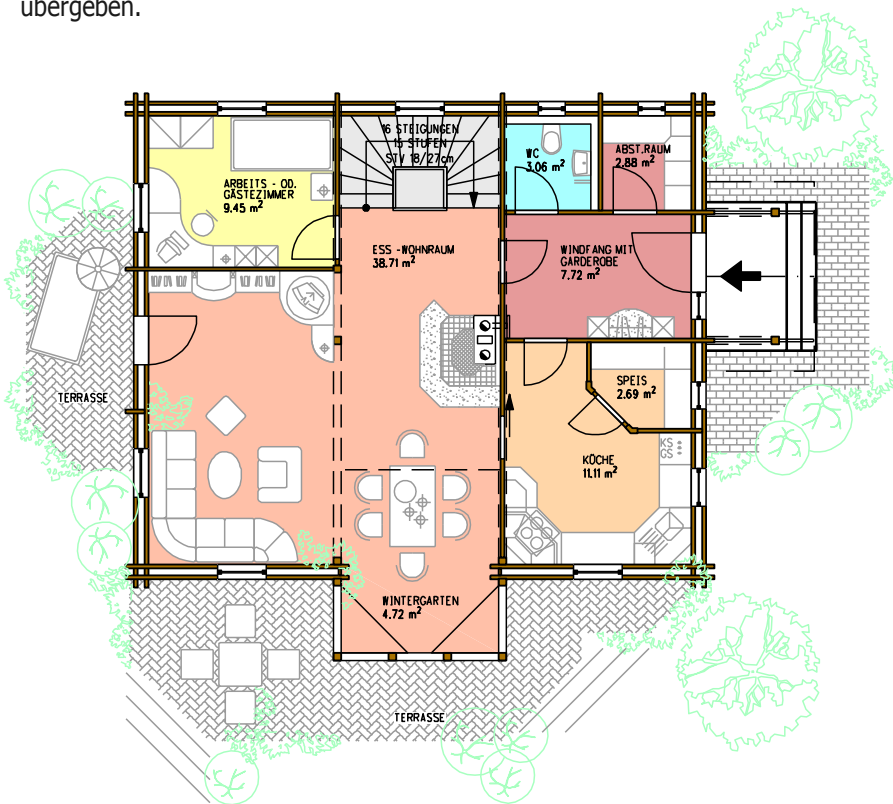 übergeben.
16 STEIGUNGEN
15 STUFEN
STV 18/27cm
WC
3.06 m²
ABST.RAUM
2.88 m²
ARBEITS - OD.
GÄSTEZIMMER
9.45 m²
ESS -WOHNRAUM
38.71 m²
WINDFANG MIT
GARDEROBE
7.72 m²
TERRASSE
SPEIS
2.69 m²
KÜCHE
11.11 m²
KS
GS
WINTERGARTEN
4.72 m²
TERRASSE